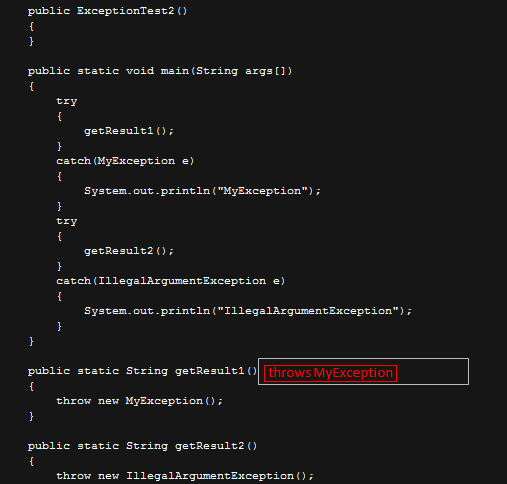 public ExceptionTest2()
{
}
public static void main(String args[])
{
try
{
getResult1();
}
catch(MyException e)
{
System.out.println("MyException");
}
try
{
getResult2();
}
catch(IllegalArgumentException e)
{
System.out.println("IllegalArgumentException");
}
}
public static String getResult1() throws MyException
{
throw new MyException();
}
public static String getResult2()
{
throw new IllegalArgumentException();